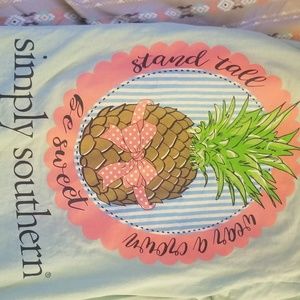 simply southern®
be sweet
stand tall
wear a crown